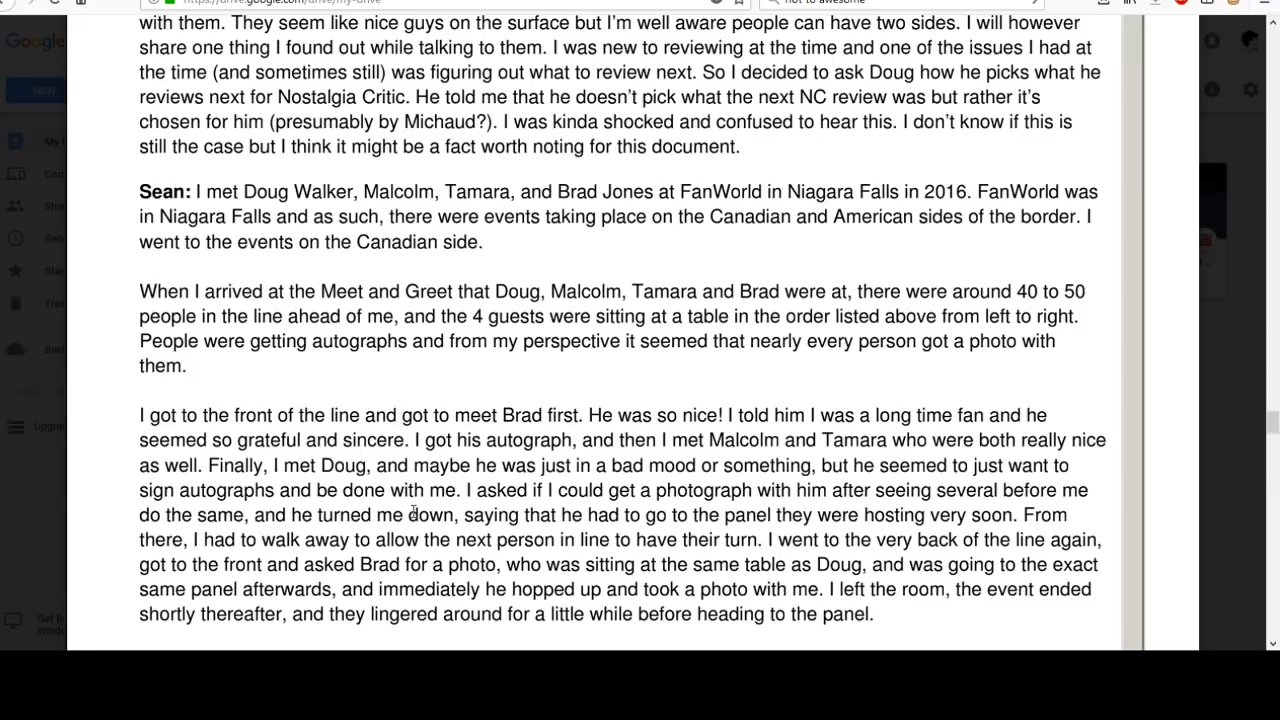 https://drive.google.com/drive/my-drive
not to awesome
Google
NEW
with them. They seem like nice guys on the surface but I'm well aware people can have two sides. I will however
share one thing I found out while talking to them. I was new to reviewing at the time and one of the issues I had at
the time (and sometimes still) was figuring out what to review next. So I decided to ask Doug how he picks what he
reviews next for Nostalgia Critic. He told me that he doesn't pick what the next NC review was but rather it's
chosen for him (presumably by Michaud?). I was kinda shocked and confused to hear this. I don't know if this is
still the case but I think it might be a fact worth noting for this document.
Sean: I met Doug Walker, Malcolm, Tamara, and Brad Jones at FanWorld in Niagara Falls in 2016. FanWorld was
in Niagara Falls and as such, there were events taking place on the Canadian and American sides of the border. I
went to the events on the Canadian side.
When I arrived at the Meet and Greet that Doug, Malcolm, Tamara and Brad were at, there were around 40 to 50
people in the line ahead of me, and the 4 guests were sitting at a table in the order listed above from left to right.
People were getting autographs and from my perspective it seemed that nearly every person got a photo with
them.
I got to the front of the line and got to meet Brad first. He was so nice! I told him I was a long time fan and he
seemed so grateful and sincere. I got his autograph, and then I met Malcolm and Tamara who were both really nice
as well. Finally, I met Doug, and maybe he was just in a bad mood or something, but he seemed to just want to
sign autographs and be done with me. I asked if I could get a photograph with him after seeing several before me
do the same, and he turned me down, saying that he had to go to the panel they were hosting very soon. From
there, I had to walk away to allow the next person in line to have their turn. I went to the very back of the line again,
got to the front and asked Brad for a photo, who was sitting at the same table as Doug, and was going to the exact
same panel afterwards, and immediately he hopped up and took a photo with me. I left the room, the event ended
shortly thereafter, and they lingered around for a little while before heading to the panel.